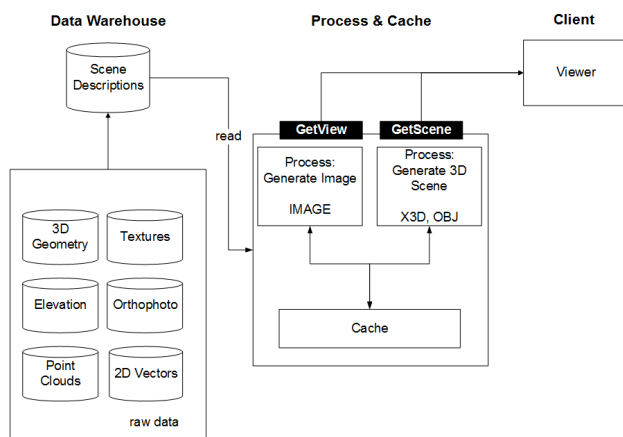 Data Warehouse
Process & Cache
Client
Scene
Descriptions
Viewer
read
GetView
GetScene
Process:
Generate Image
IMAGE
Process:
Generate 3D
Scene
X3D, OBJ
3D
Geometry
Textures
Elevation
Orthophoto
Cache
Point
Clouds
2D Vectors
raw data